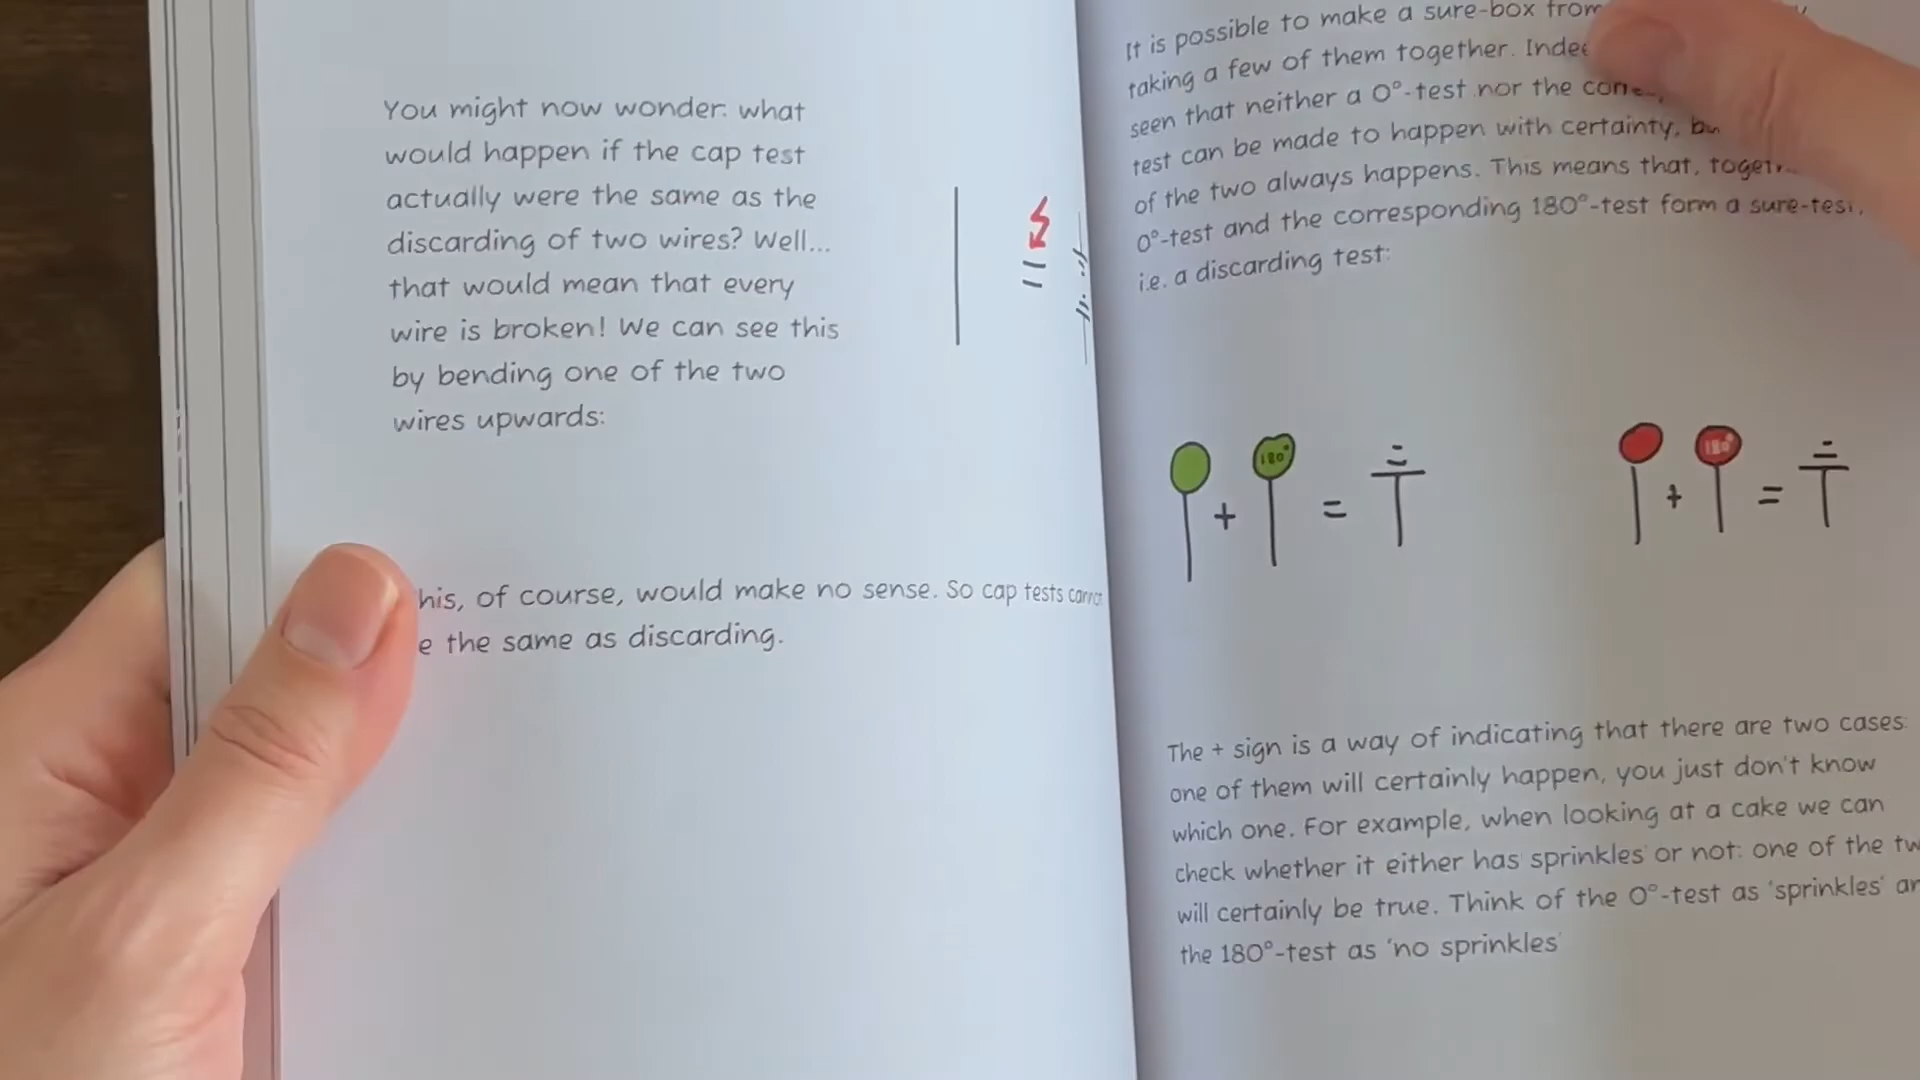 You might now wonder: what
would happen if the cap test
actually were the same as the
discarding of two wires? Well...
that would mean that every
wire is broken! We can see this
by bending one of the two
wires upwards:
his, of course, would make no sense. So cap tests
e the same as discarding.
It is possible to make a sure-box from
taking a few of them together.
seen that neither a 0°-test nor the
test can be made to happen with certainty,
of the two always happens. This means that,
0°-test and the corresponding 180°-test form a sure-test,
i.e. a discarding test:
+ 180° =
+ 180° =
The + sign is a way of indicating that there are two cases:
one of them will certainly happen, you just don't know
which one. For example, when looking at a cake we can
check whether it either has sprinkles or not: one of the tw
will certainly be true. Think of the 0°-test as 'sprinkles' an
the 180°-test as 'no sprinkles'